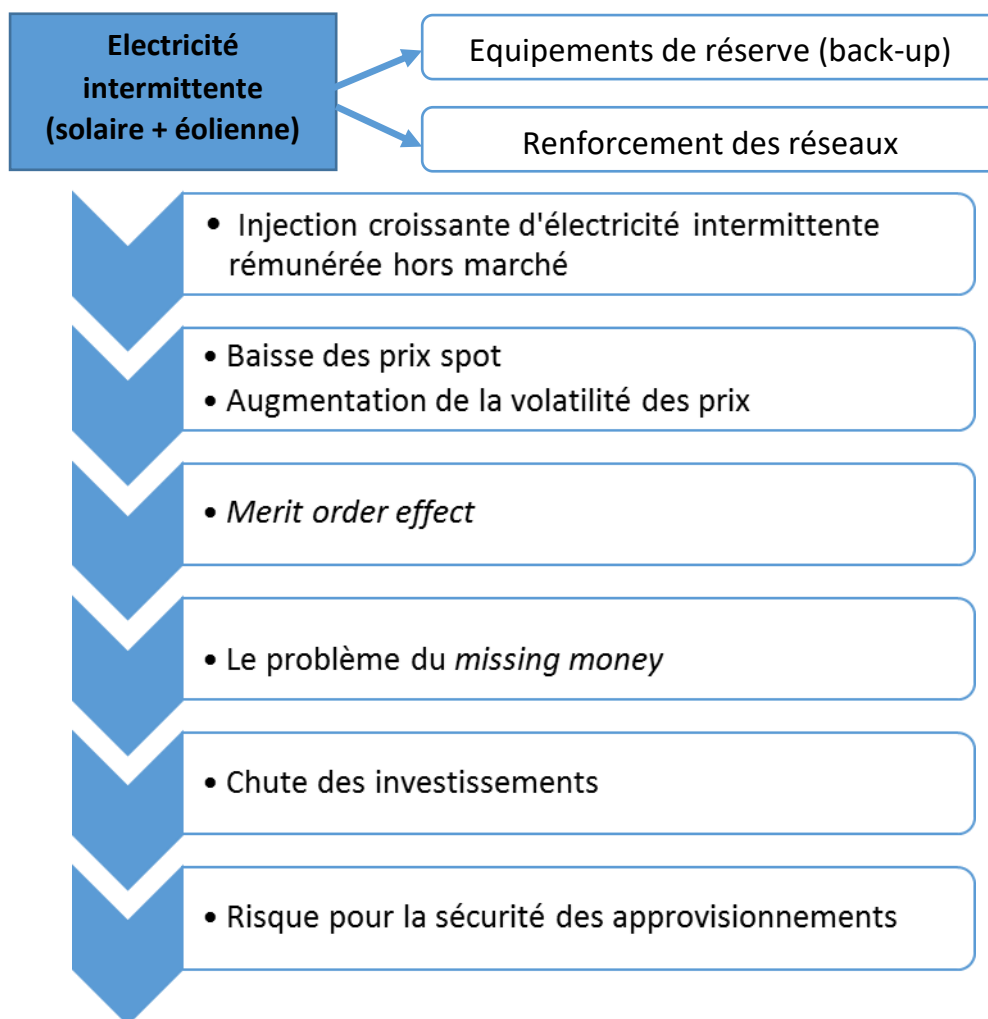 Electricité
intermittente
(solaire + éolienne)
Equipements de réserve (back-up)
Renforcement des réseaux
• Injection croissante d'électricité intermittente
rémunérée hors marché
• Baisse des prix spot
• Augmentation de la volatilité des prix
• Merit order effect
• Le problème du missing money
• Chute des investissements
• Risque pour la sécurité des approvisionnements